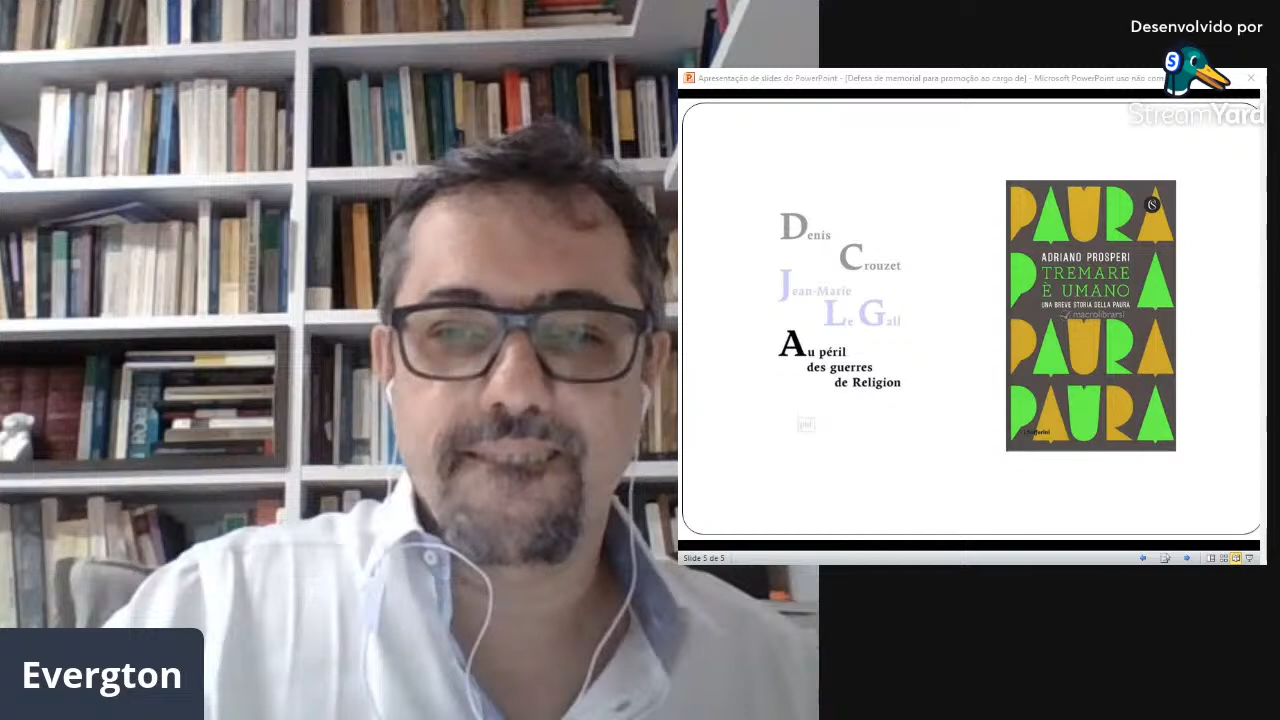 Desenvolvido por
StreamYard
Apresentação de slides do PowerPoint - [Defesa de memorial para promoção ao cargo de] - Microsoft PowerPoint uso não com
Denis
Crouzet
Jean-Marie
Le Gall
Au péril
des guerres
de Religion
puf
PAURA
ADRIANO PROSPERI
TREMARE
È UMANO
UNA BREVE STORIA DELLA PAURA
macrolibrarsi
PAURA
PAURA
Slide 5 de 5
Evergton